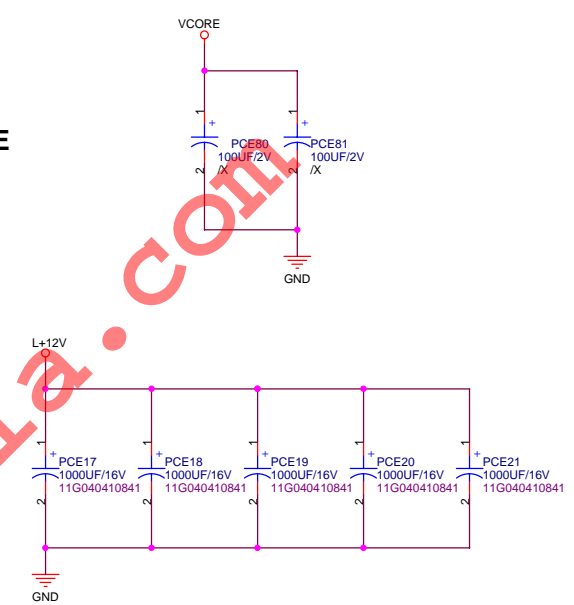 VCORE
E
1
1
+
+
PCE80
PCE81
100UF/2V
100UF/2V
2
/X
2
/X
GND
ia.com
L+12V
1
1
1
1
1
+
+
+
+
+
PCE17
PCE18
PCE19
PCE20
PCE21
1000UF/16V
1000UF/16V
1000UF/16V
1000UF/16V
1000UF/16V
11G040410841
11G040410841
11G040410841
11G040410841
11G040410841
2
2
2
2
2
GND